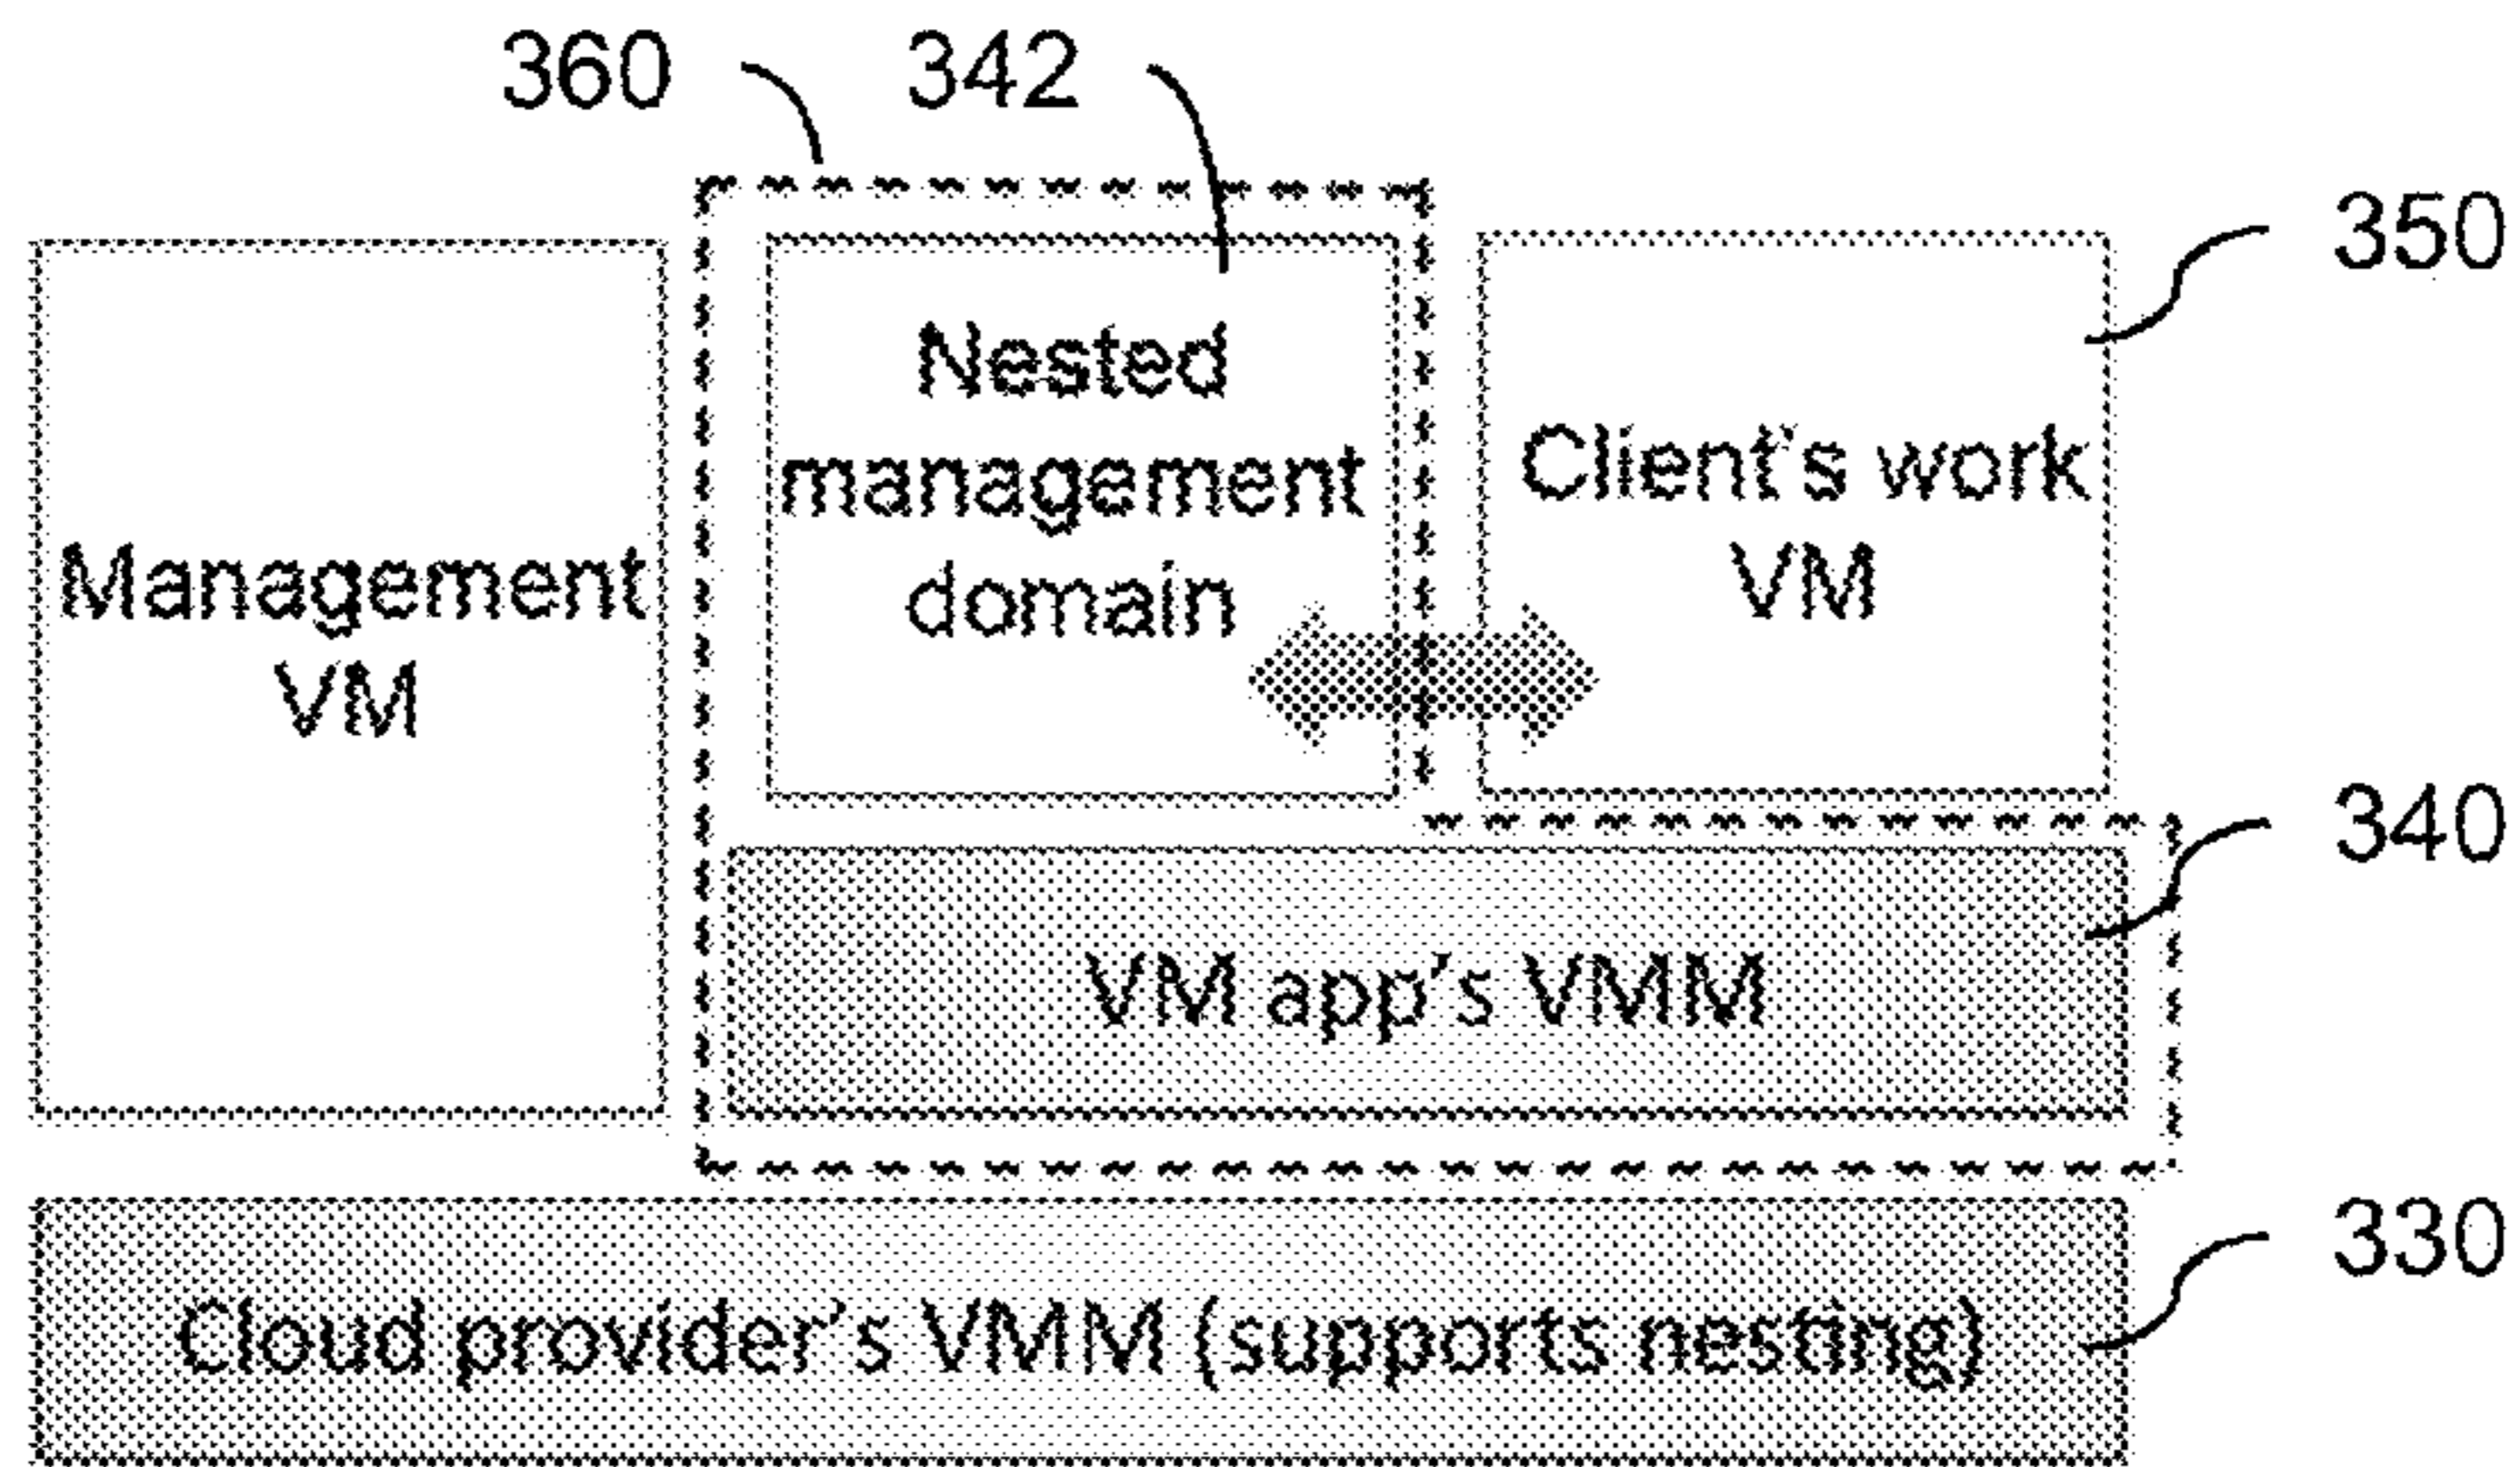 360
342
350
Nested
management
domain
Client's work
VM
Management
VM
340
VM app's VMM
330
Cloud provider's VMM (supports nesting)